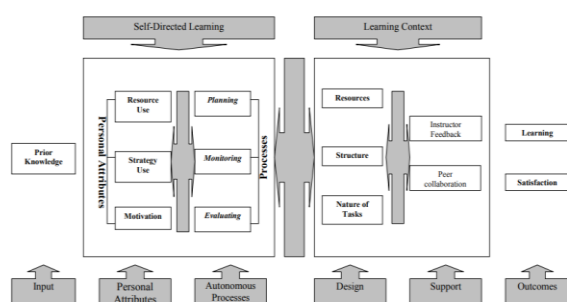 Self-Directed Learning
Learning Context
Resource
Use
Planning
Resources
Instructor
Feedback
Learning
Personal Attributes
Processes
Prior
Knowledge
Strategy
Use
Monitoring
Structure
Peer
collaboration
Satisfaction
Motivation
Evaluating
Nature of
Tasks
Input
Personal
Attributes
Autonomous
Processes
Design
Support
Outcomes